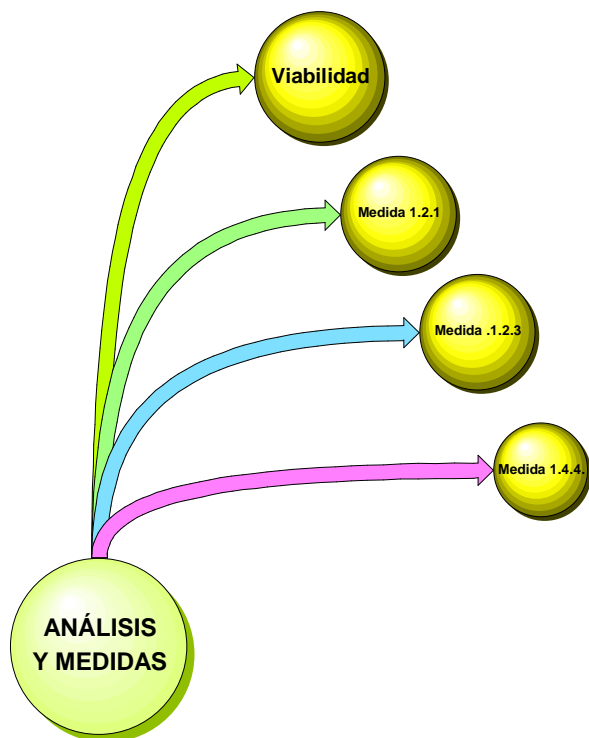 Viabilidad
Medida 1.2.1
Medida .1.2.3
Medida 1.4.4.
ANÁLISIS
Y MEDIDAS